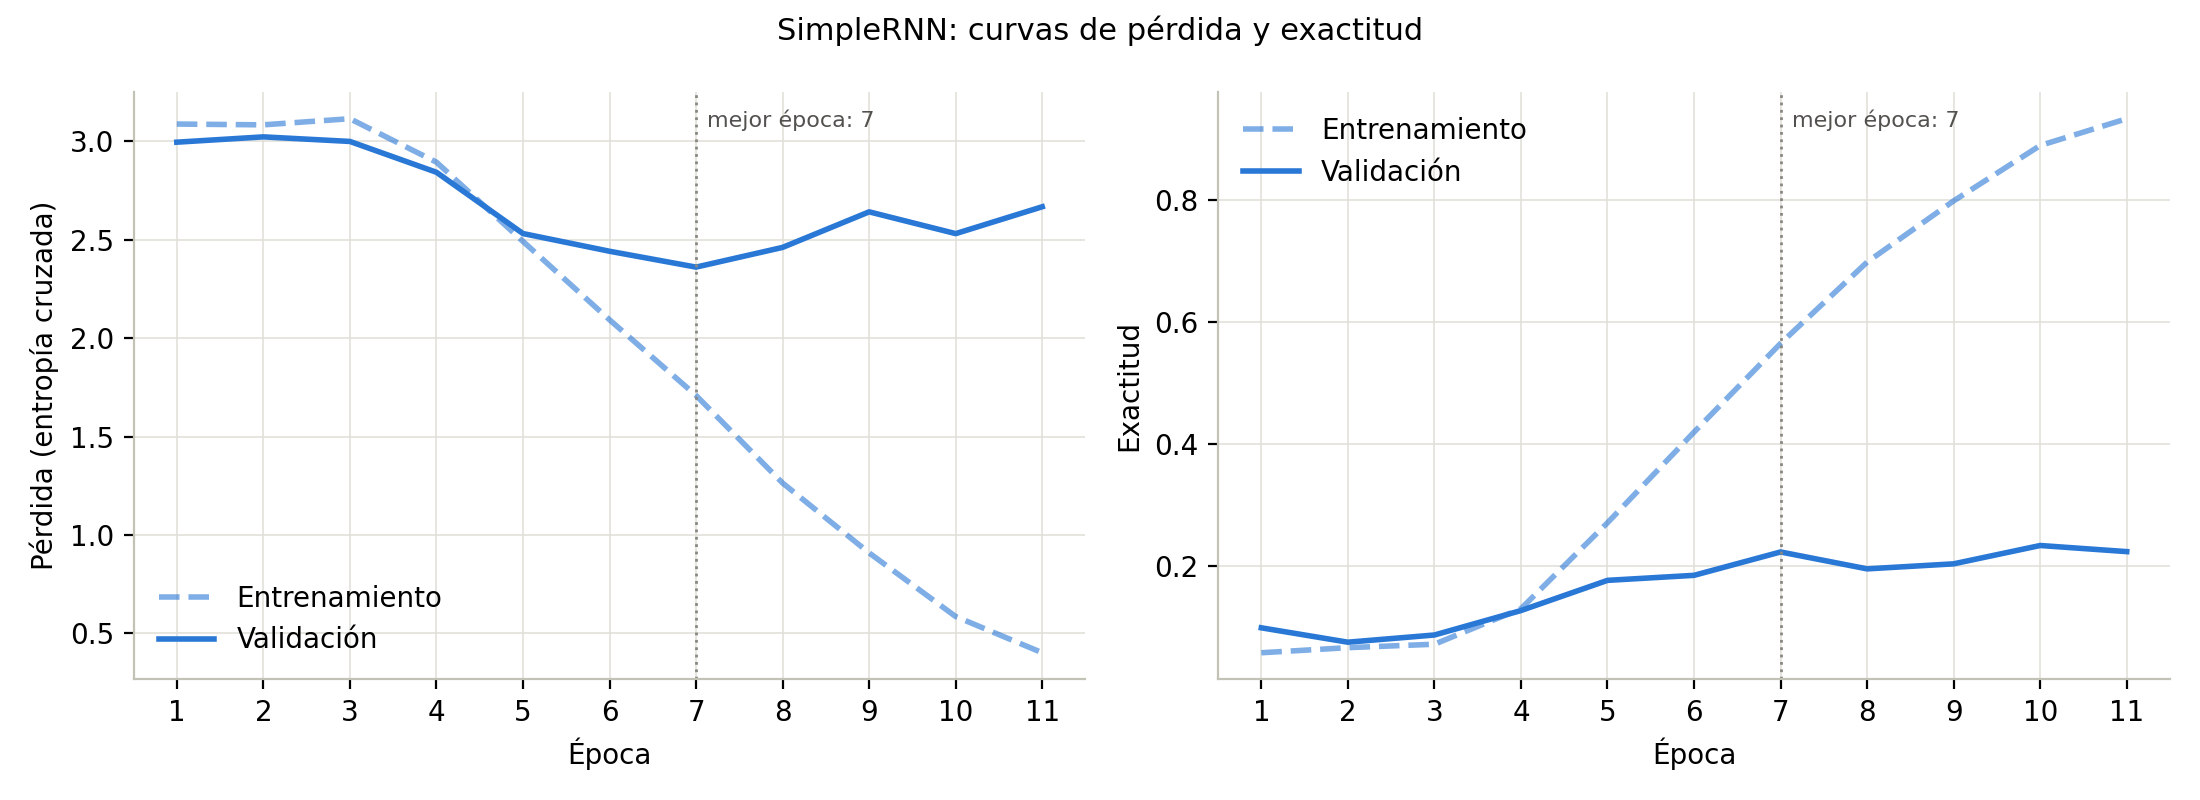 SimpleRNN: curvas de pérdida y exactitud
Pérdida (entropía cruzada)
3.0
2.5
2.0
1.5
1.0
0.5
mejor época: 7
Entrenamiento
Validación
1 2 3 4 5 6 7 8 9 10 11
Época
Exactitud
0.8
0.6
0.4
0.2
Entrenamiento
Validación
mejor época: 7
1 2 3 4 5 6 7 8 9 10 11
Época